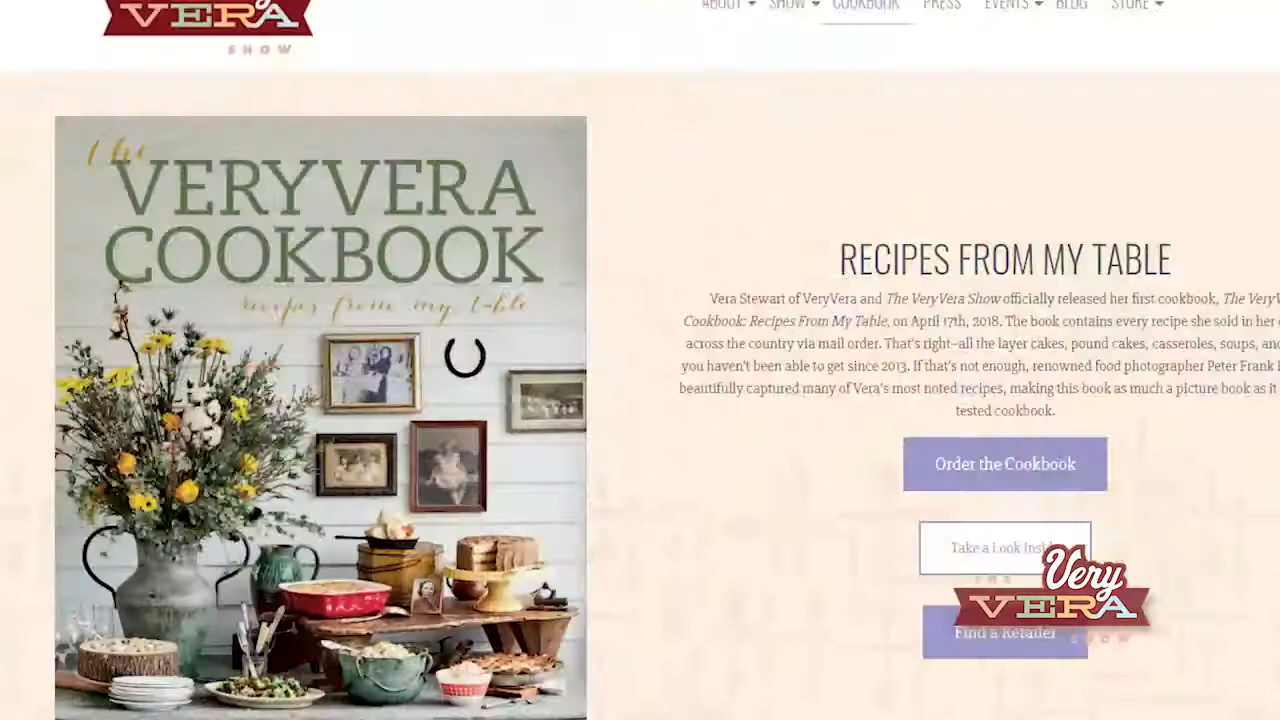 VERA
SHOW
ABOUT SHOW COOKBOOK PRESS EVENTS BLOG STORE
the
VERYVERA
COOKBOOK
recipes from my table
RECIPES FROM MY TABLE
Vera Stewart of VeryVera and The VeryVera Show officially released her first cookbook, The
Cookbook: Recipes From My Table, on April 17th, 2018. The book contains every recipe she sold in her
across the country via mail order. That's right–all the layer cakes, pound cakes, casseroles, soups,
you haven't been able to get since 2013. If that's not enough, renowned food photographer Peter Frank
beautifully captured many of Vera's most noted recipes, making this book as much a picture book as it
tested cookbook.
Order the Cookbook
Take a Look
THE
Very
VERA
SHOW
Find a Retailer